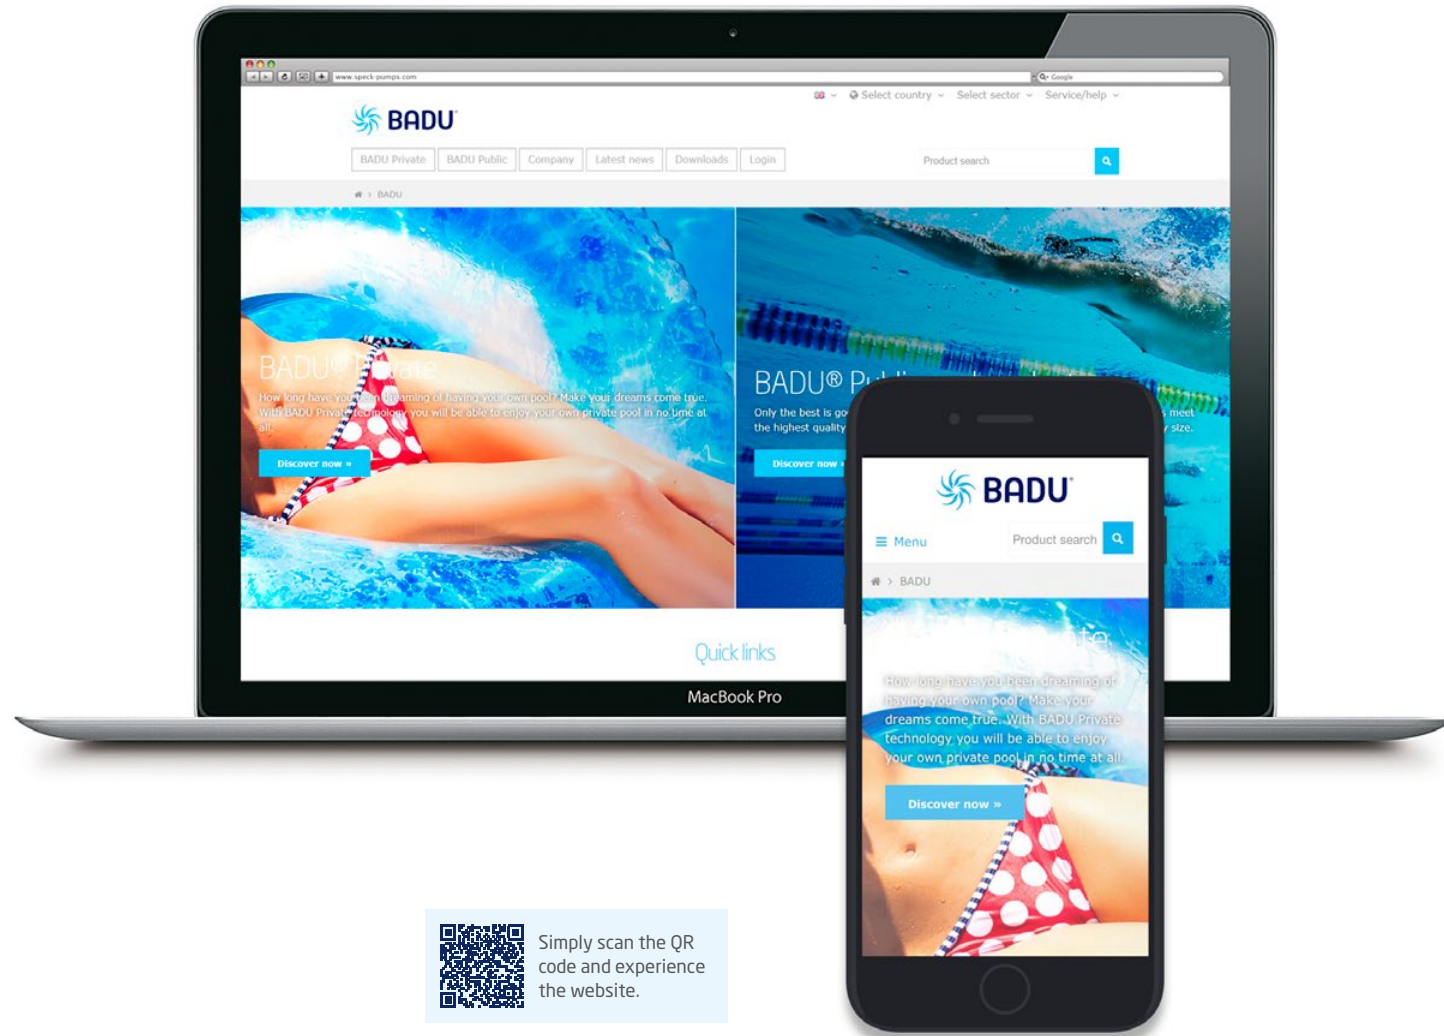 www.speck-pumps.com
Google
Select country
Select sector
Service/help
BADU
BADU Private
BADU Public
Company
Latest news
Downloads
Login
Product search
> BADU
BADU® Private
How long have you been dreaming of having your own pool? Make your dreams come true.
With BADU Private technology you will be able to enjoy your own private pool in no time at
all.
Discover now »
BADU®
Only the best is
meet
the highest quality
size.
Discover now
Quick links
MacBook Pro
BADU
Menu
Product search
> BADU
How long have you been dreaming of
having your own pool? Make your
dreams come true. With BADU Private
technology you will be able to enjoy
your own private pool in no time at all.
Discover now »
Simply scan the QR
code and experience
the website.